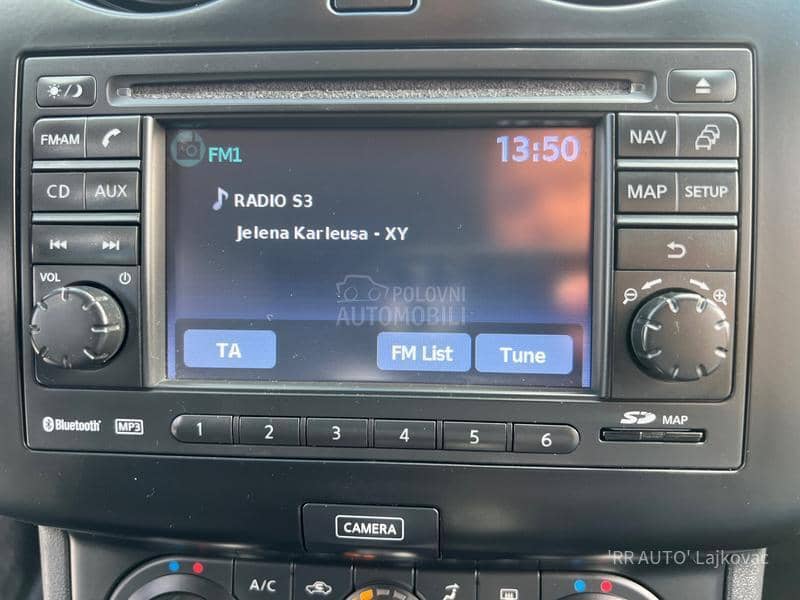 FM·AM
CD AUX
VOL
FM1 13:50
RADIO S3
Jelena Karleusa - XY
POLOVNI
AUTOMOBILI
TA FM List Tune
NAV
MAP SETUP
Bluetooth MP3
1 2 3 4 5 6
SD MAP
CAMERA
A/C
'RR AUTO' Lajkovac